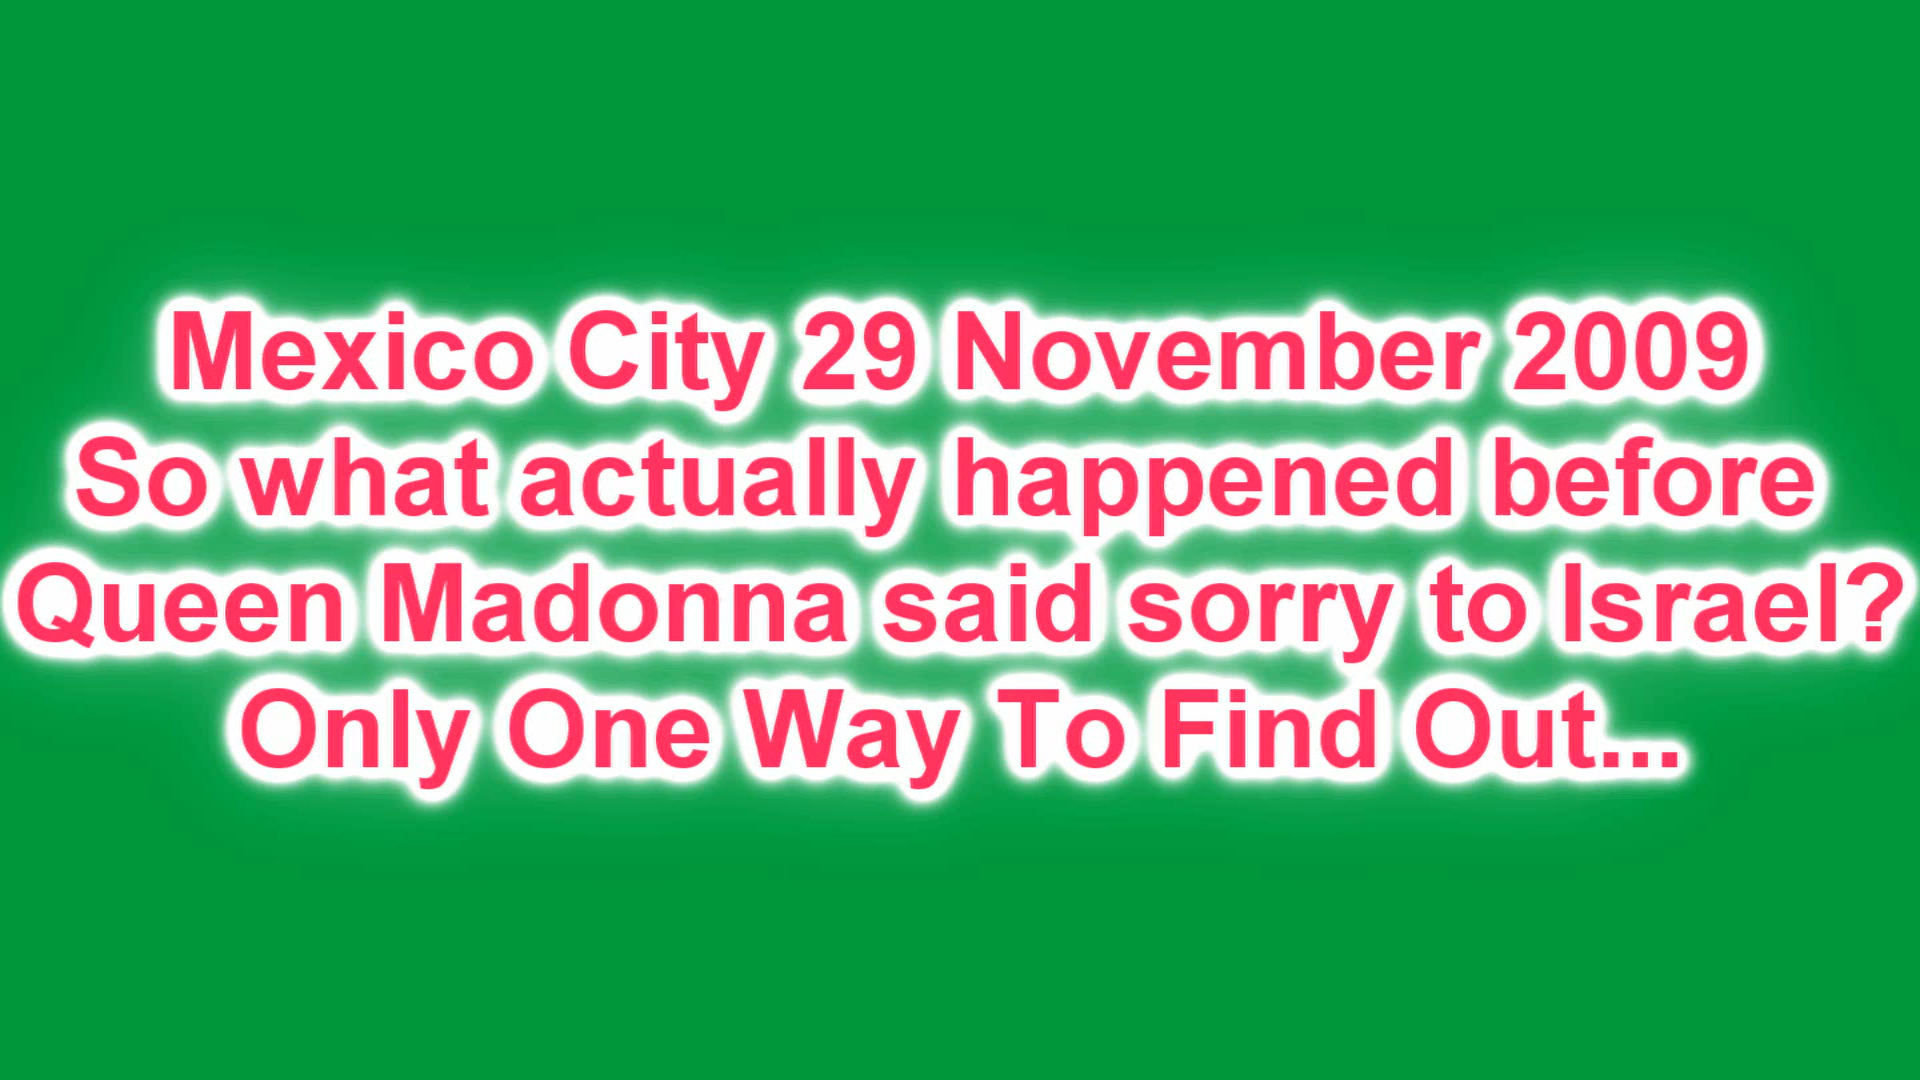 Mexico City 29 November 2009
So what actually happened before
Queen Madonna said sorry to Israel?
Only One Way To Find Out...